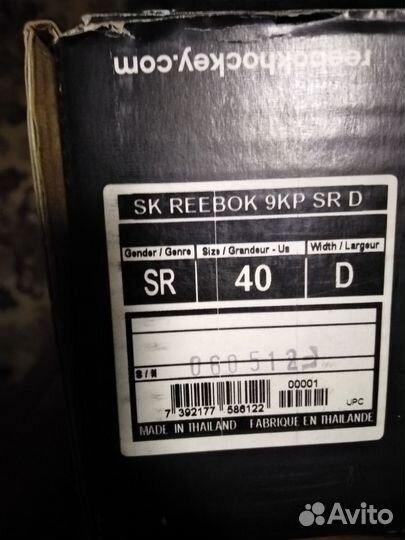 reebokhockey.com
SK REEBOK 9KP SR D
Gender / Genre Size / Grandeur - Us Width / Largeur
SR 40 D
S / N 060512
00001
7 392177 586122 UPC
MADE IN THAILAND FABRIQUE EN THAILANDE
Avito